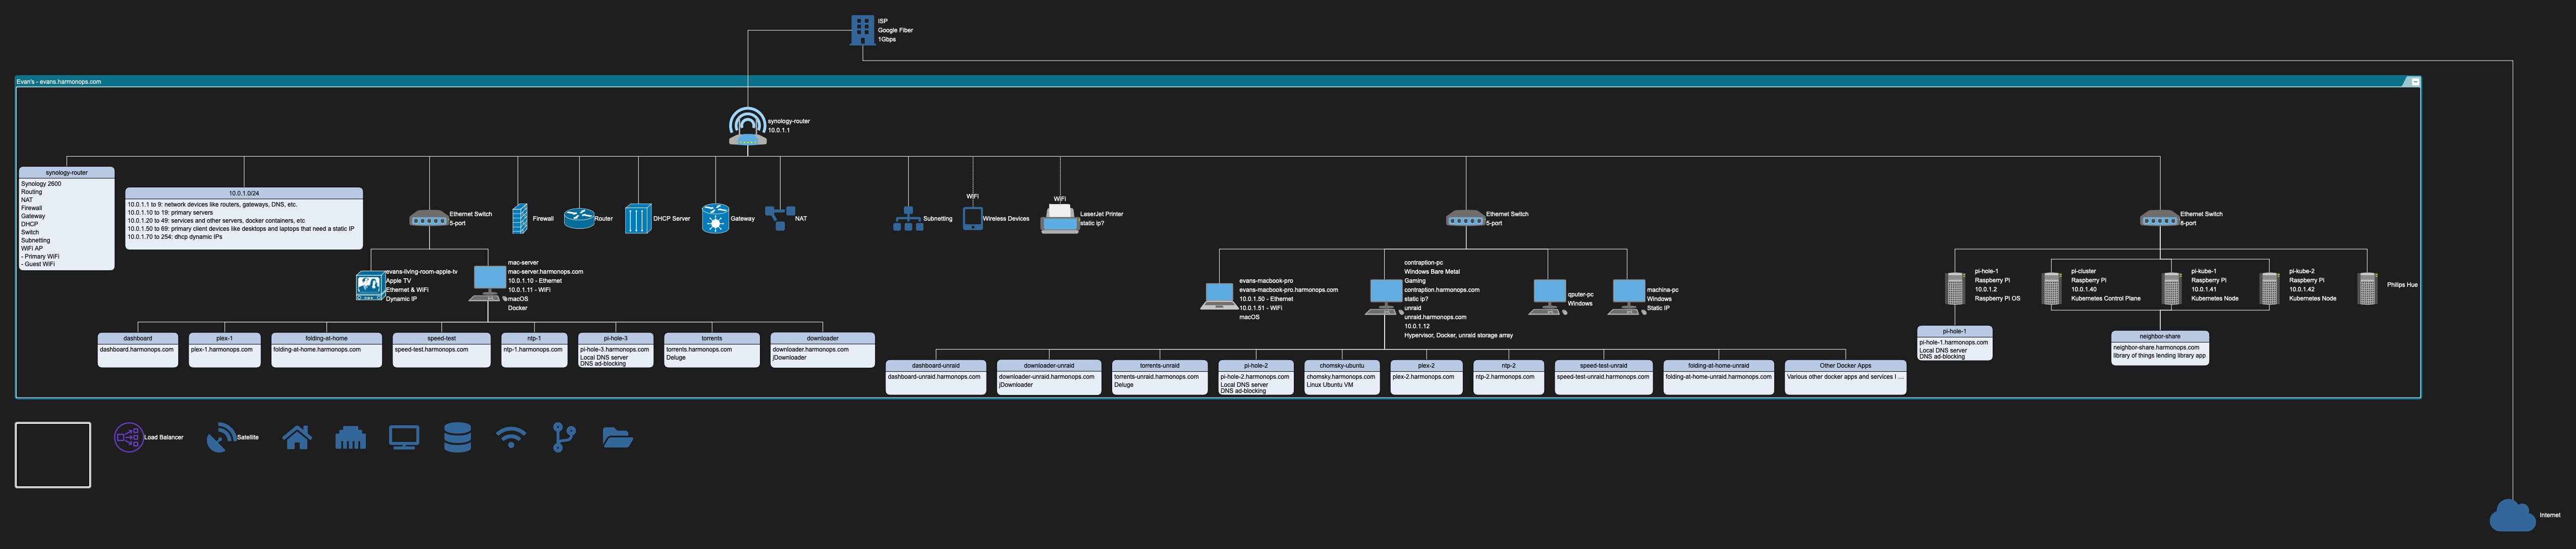 ISP
Google Fiber
1Gbps
Evan's - evans.harmonops.com
synology-router
10.0.1.1
synology-router
Synology 2600
Routing
NAT
Firewall
Gateway
DHCP
Switch
Subnetting
WiFi AP
- Primary WiFi
- Guest WiFi
10.0.1.0/24
10.0.1.1 to 9: network devices like routers, gateways, DNS, etc.
10.0.1.10 to 19: primary servers
10.0.1.20 to 49: services and other servers, docker containers, etc
10.0.1.50 to 69: primary client devices like desktops and laptops that need a static IP
10.0.1.70 to 254: dhcp dynamic IPs
Ethernet Switch
5-port
Firewall
Router
DHCP Server
Gateway
NAT
Subnetting
WiFi
Wireless Devices
WiFi
LaserJet Printer
static ip?
Ethernet Switch
5-port
Ethernet Switch
8-port
evans-living-room-apple-tv
Apple TV
Ethernet & WiFi
Dynamic IP
mac-server
mac-server.harmonops.com
10.0.1.10 - Ethernet
10.0.1.11 - WiFi
macOS
Docker
evans-macbook-pro
evans-macbook-pro.harmonops.com
10.0.1.50 - Ethernet
10.0.1.51 - WiFi
macOS
contraption-pc
Windows Bare Metal
Gaming
contraption.harmonops.com
static ip?
unraid
unraid.harmonops.com
10.0.1.12
Hypervisor, Docker, unraid storage array
qputer-pc
Windows
machina-pc
Windows
Static IP
pi-hole-1
Raspberry Pi
10.0.1.2
Raspberry Pi OS
pi-cluster
Raspberry Pi
10.0.1.40
Kubernetes Control Plane
pi-kube-1
Raspberry Pi
10.0.1.41
Kubernetes Node
pi-kube-2
Raspberry Pi
10.0.1.42
Kubernetes Node
Philips Hue
dashboard
dashboard.harmonops.com
plex-1
plex-1.harmonops.com
folding-at-home
folding-at-home.harmonops.com
speed-test
speed-test.harmonops.com
ntp-1
ntp-1.harmonops.com
pi-hole-3
pi-hole-3.harmonops.com
Local DNS server
DNS ad-blocking
torrents
torrents.harmonops.com
Deluge
downloader
downloader.harmonops.com
jDownloader
pi-hole-1
pi-hole-1.harmonops.com
Local DNS server
DNS ad-blocking
neighbor-share
neighbor-share.harmonops.com
library of things lending library app
dashboard-unraid
dashboard-unraid.harmonops.com
downloader-unraid
downloader-unraid.harmonops.com
jDownloader
torrents-unraid
torrents-unraid.harmonops.com
Deluge
pi-hole-2
pi-hole-2.harmonops.com
Local DNS server
DNS ad-blocking
chomsky-ubuntu
chomsky.harmonops.com
Linux Ubuntu VM
plex-2
plex-2.harmonops.com
ntp-2
ntp-2.harmonops.com
speed-test-unraid
speed-test-unraid.harmonops.com
folding-at-home-unraid
folding-at-home-unraid.harmonops.com
Other Docker Apps
Various other docker apps and services I ....
Load Balancer
Satellite
Internet